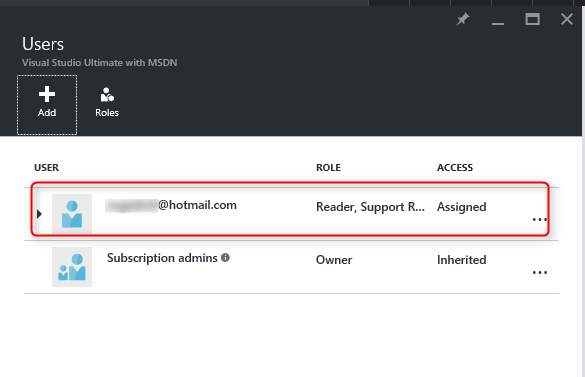 Users
Visual Studio Ultimate with MSDN
Add Roles
USER ROLE ACCESS
@hotmail.com Reader, Support R... Assigned ...
Subscription admins Owner Inherited ...